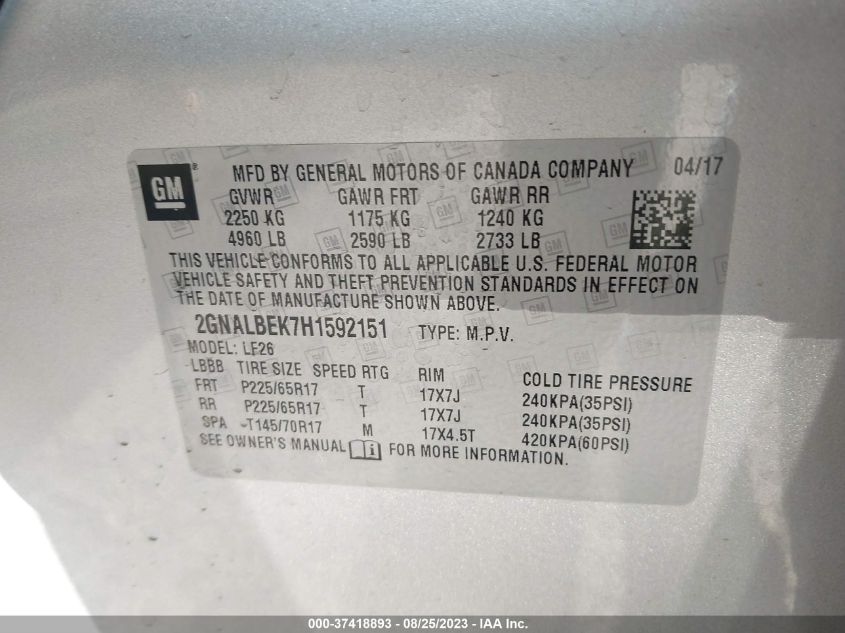 GM ® MFD BY GENERAL MOTORS OF CANADA COMPANY 04/17
GVWR GAWR FRT GAWR RR
2250 KG 1175 KG 1240 KG
4960 LB 2590 LB 2733 LB
THIS VEHICLE CONFORMS TO ALL APPLICABLE U.S. FEDERAL MOTOR
VEHICLE SAFETY AND THEFT PREVENTION STANDARDS IN EFFECT ON
THE DATE OF MANUFACTURE SHOWN ABOVE.
2GNALBEK7H1592151 TYPE: M.P.V.
MODEL: LF26
LBBB TIRE SIZE SPEED RTG RIM COLD TIRE PRESSURE
FRT P225/65R17 T 17X7J 240KPA(35PSI)
RR P225/65R17 T 17X7J 240KPA(35PSI)
SPA T145/70R17 M 17X4.5T 420KPA(60PSI)
SEE OWNER'S MANUAL i FOR MORE INFORMATION.
000-37418893 - 08/25/2023 - IAA Inc.